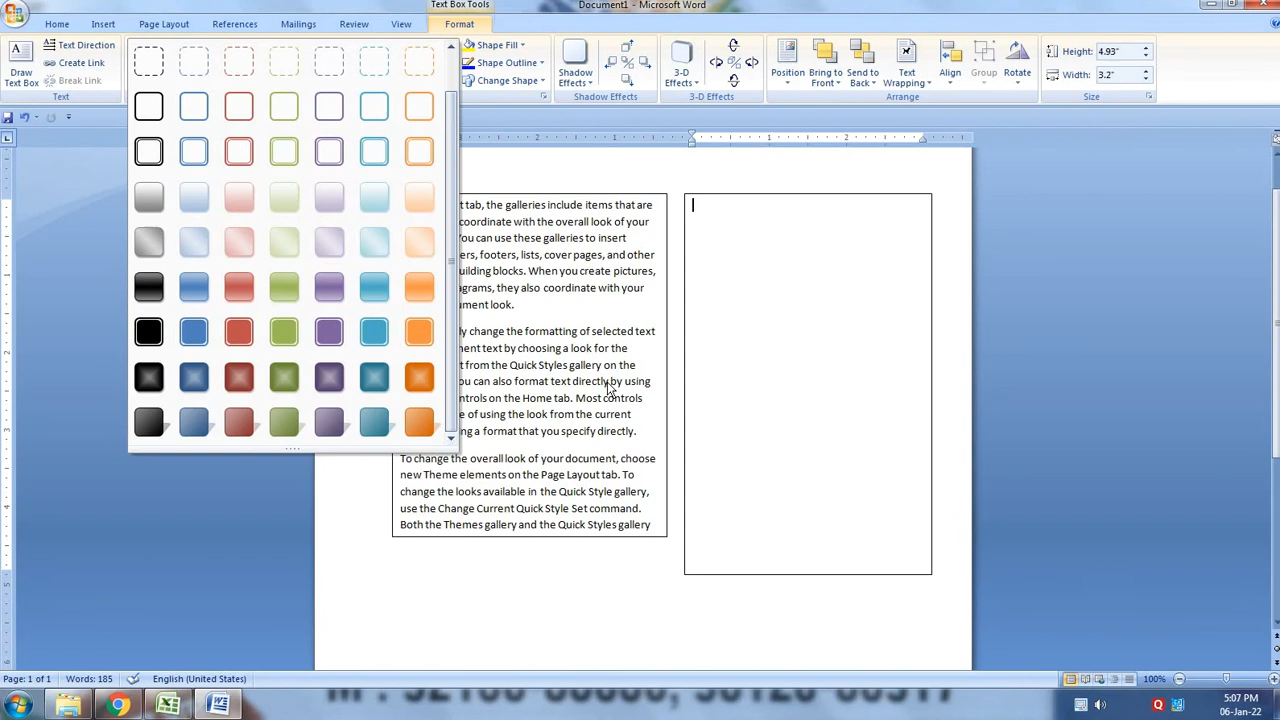 Text Box Tools
Document1 - Microsoft Word
Home
Insert
Page Layout
References
Mailings
Review
View
Format
Draw
Text Box
Text Direction
Create Link
Break Link
Text
Shape Fill
Shape Outline
Change Shape
Shadow
Effects
Shadow Effects
3-D
Effects
3-D Effects
Position
Bring to
Front
Send to
Back
Text
Wrapping
Align
Group
Rotate
Arrange
Height:
4.93"
Width:
3.2"
Size
2
1
1
2
t tab, the galleries include items that are
coordinate with the overall look of your
ou can use these galleries to insert
ers, footers, lists, cover pages, and other
uilding blocks. When you create pictures,
grams, they also coordinate with your
ument look.
ly change the formatting of selected text
ment text by choosing a look for the
t from the Quick Styles gallery on the
ou can also format text directly by using
ntrols on the Home tab. Most controls
e of using the look from the current
ng a format that you specify directly.
To change the overall look of your document, choose
new Theme elements on the Page Layout tab. To
change the looks available in the Quick Style gallery,
use the Change Current Quick Style Set command.
Both the Themes gallery and the Quick Styles gallery
Page: 1 of 1
Words: 185
English (United States)
100%
5:07 PM
06-Jan-22